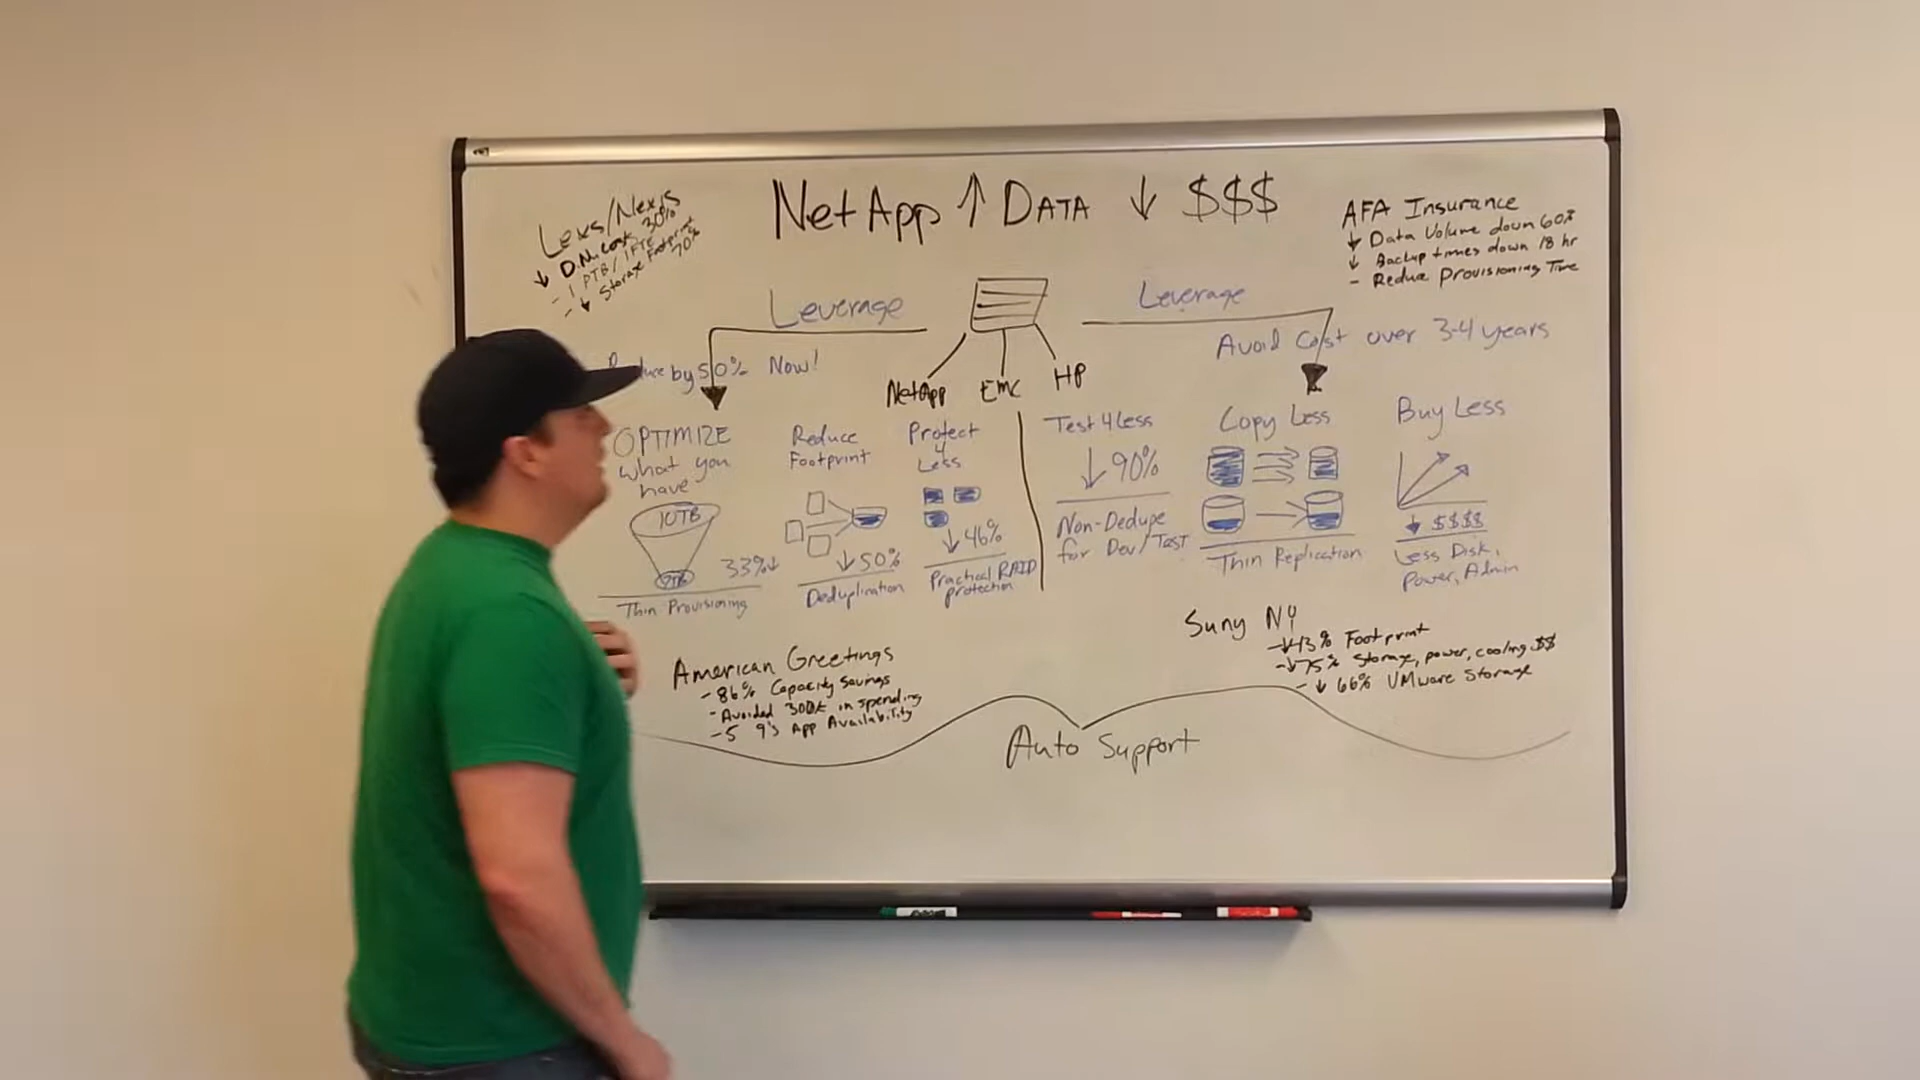 NetApp ↑ DATA ↓ $$$
Lexs/Nexis
↓ D.M. cost 30%
- 1 PTB / 1 FTE
- ↓ Storage Footprint
70%
AFA Insurance
↓ Data Volume down 60%
↓ Backup times down 18 hr
- Reduce Provisioning Time
Leverage
Leverage
by 50% Now!
Avoid Cost over 3-4 years
NetApp
EMC
HP
OPTIMIZE
what you
have
10TB
33% ↓
Thin Provisioning
Reduce
Footprint
↓ 50%
Deduplication
Protect
4
Less
↓ 46%
Practical RAID
protection
Test 4 Less
↓ 90%
Non-Dedupe
for Dev/Test
Copy Less
Thin Replication
Buy Less
↓ $$$$
Less Disk,
Power, Admin
American Greetings
- 86% Capacity Savings
- Avoided 300k in spending
- 5 9's App Availability
Suny NY
- ↓ 43% Footprint
- ↓ 75% Storage, power, cooling $$
- ↓ 66% VMware Storage
Auto Support